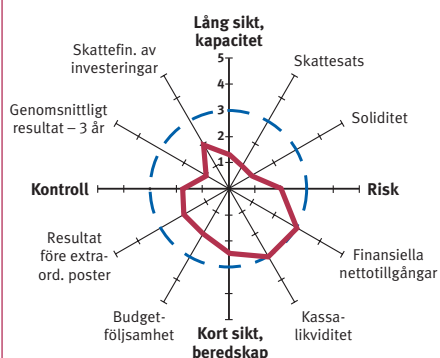 Lång sikt,
kapacitet
Skattefin. av
investeringar
Skattesats
Genomsnittligt
resultat – 3 år
Soliditet
5
4
3
2
1
Kontroll
Risk
Resultat
före extra-
ord. poster
Finansiella
nettotillgångar
Budget-
följsamhet
Kassa-
likviditet
Kort sikt,
beredskap